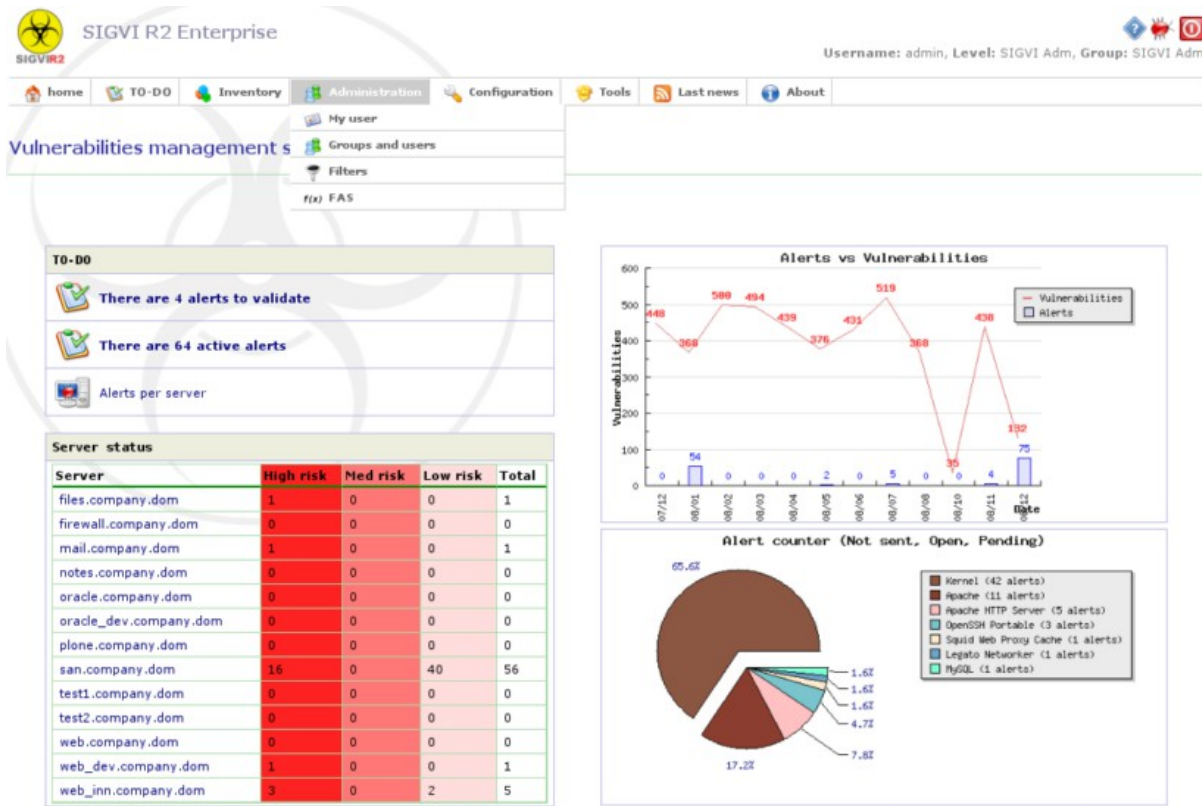 SIGVI R2 Enterprise
SIGVIR2
Username: admin, Level: SIGVI Adm, Group: SIGVI Adm
home TO-DO Inventory Administration Configuration Tools Last news About
My user
Vulnerabilities management s
Groups and users
Filters
f(x) FAS
TO-DO
There are 4 alerts to validate
There are 64 active alerts
Alerts per server
Server status
Server High risk Med risk Low risk Total
files.company.dom 1 0 0 1
firewall.company.dom 0 0 0 0
mail.company.dom 1 0 0 1
notes.company.dom 0 0 0 0
oracle.company.dom 0 0 0 0
oracle_dev.company.dom 0 0 0 0
plone.company.dom 0 0 0 0
san.company.dom 16 0 40 56
test1.company.dom 0 0 0 0
test2.company.dom 0 0 0 0
web.company.dom 0 0 0 0
web_dev.company.dom 1 0 0 1
web_inn.company.dom 3 0 2 5
Alerts vs Vulnerabilities
600
500
400
300
200
100
0
Vulnerabilities
448 368 500 494 439 376 431 519 368 35 438 132
0 54 0 0 0 2 0 5 0 0 4 75
Vulnerabilities
Alerts
07/12 08/01 08/02 08/03 08/04 08/05 08/06 08/07 08/08 08/10 08/11
Date
Alert counter (Not sent, Open, Pending)
65.6%
Kernel (42 alerts)
Apache (11 alerts)
Apache HTTP Server (5 alerts)
OpenSSH Portable (3 alerts)
Squid Web Proxy Cache (1 alerts)
Legato Networker (1 alerts)
MySQL (1 alerts)
1.6%
1.6%
1.6%
4.7%
7.8%
17.2%